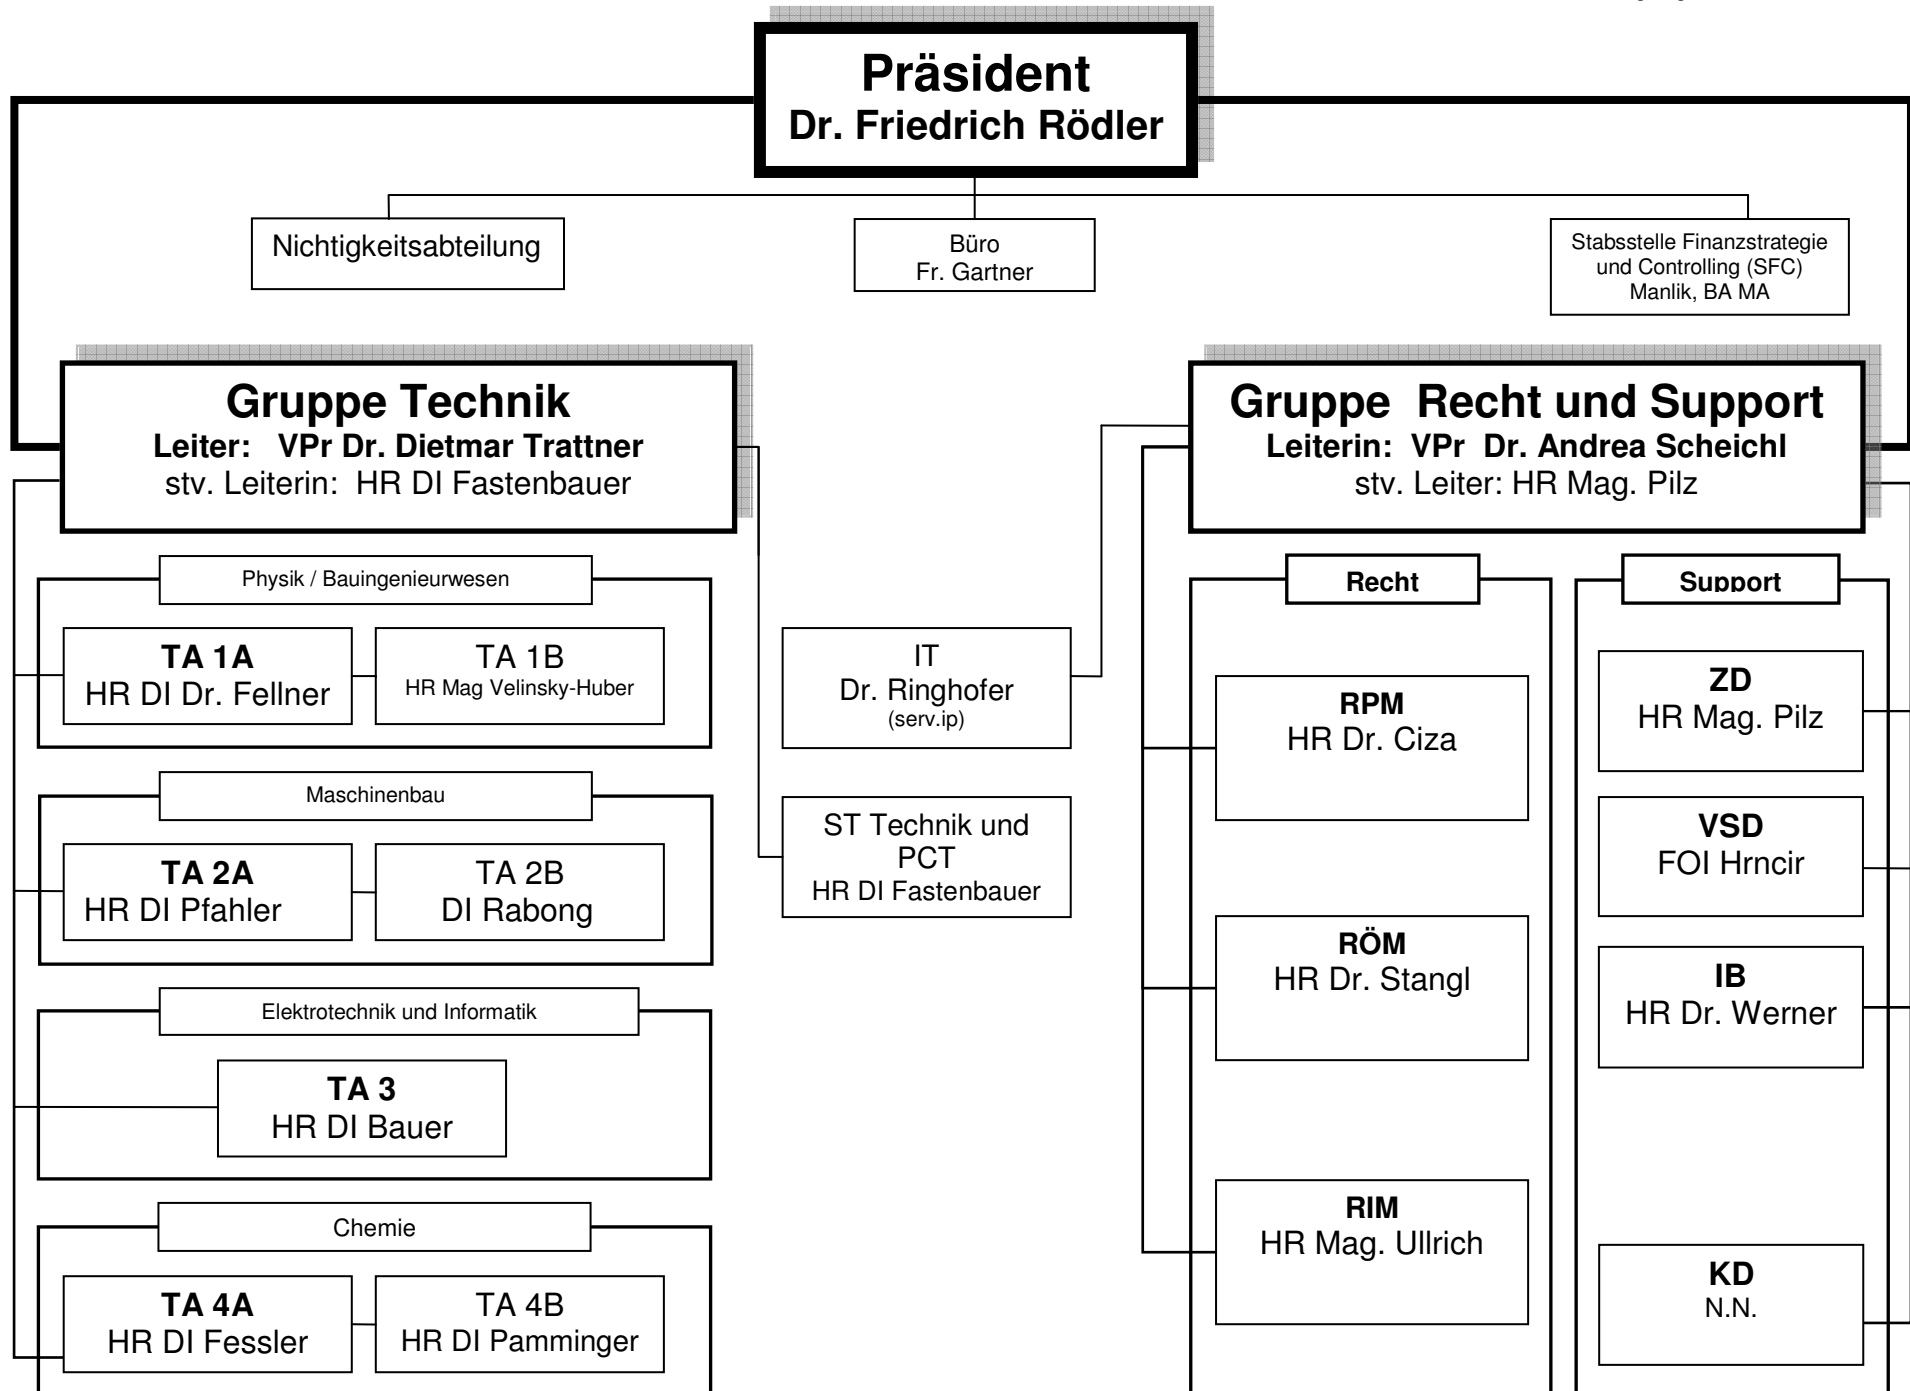 Präsident
Dr. Friedrich Rödler
Nichtigkeitsabteilung
Büro
Fr. Gartner
Stabsstelle Finanzstrategie
und Controlling (SFC)
Manlik, BA MA
Gruppe Technik
Leiter: VPr Dr. Dietmar Trattner
stv. Leiterin: HR DI Fastenbauer
Gruppe Recht und Support
Leiterin: VPr Dr. Andrea Scheichl
stv. Leiter: HR Mag. Pilz
Physik / Bauingenieurwesen
TA 1A
HR DI Dr. Fellner
TA 1B
HR Mag Velinsky-Huber
Maschinenbau
TA 2A
HR DI Pfahler
TA 2B
DI Rabong
Elektrotechnik und Informatik
TA 3
HR DI Bauer
Chemie
TA 4A
HR DI Fessler
TA 4B
HR DI Pamminger
IT
Dr. Ringhofer
(serv.ip)
ST Technik und
PCT
HR DI Fastenbauer
Recht
RPM
HR Dr. Ciza
RÖM
HR Dr. Stangl
RIM
HR Mag. Ullrich
Support
ZD
HR Mag. Pilz
VSD
FOI Hrncir
IB
HR Dr. Werner
KD
N.N.